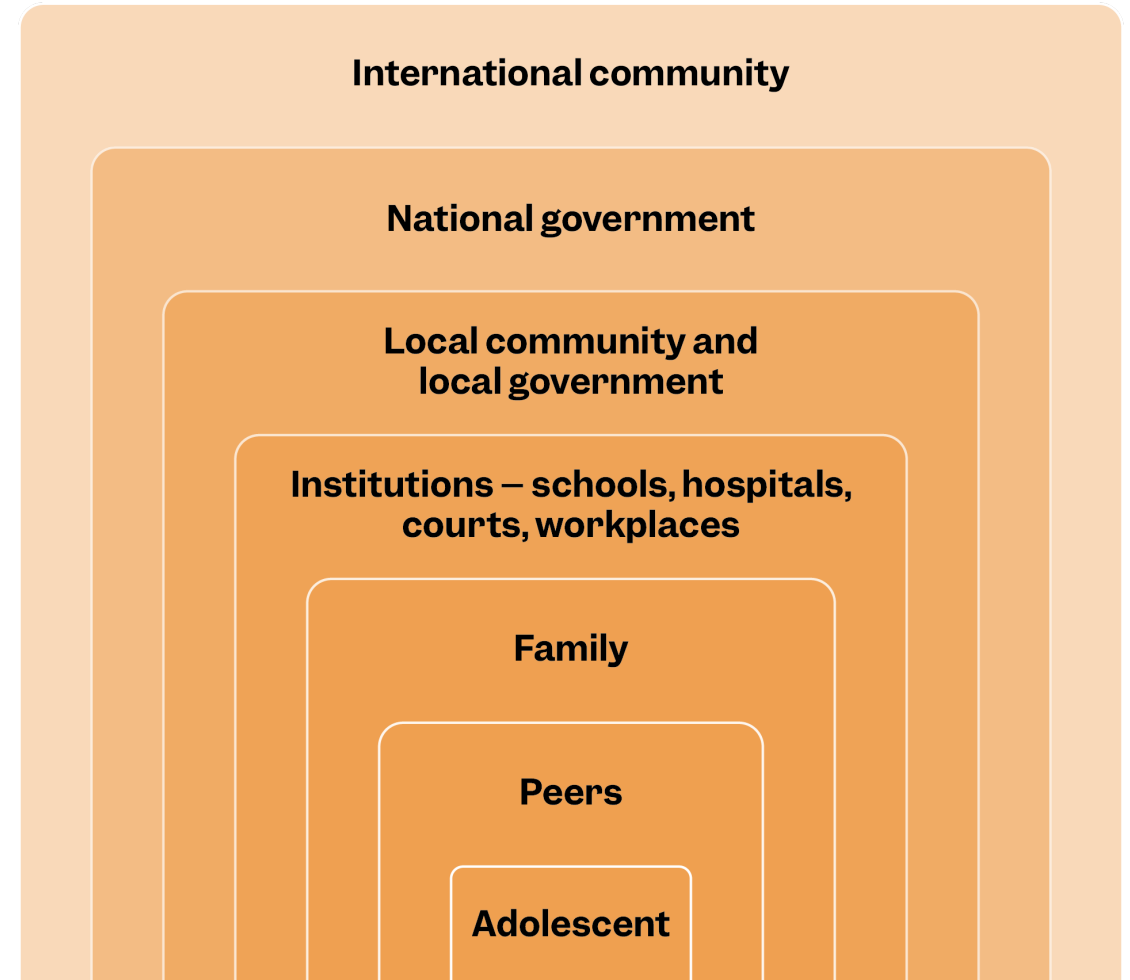 International community
National government
Local community and
local government
Institutions – schools, hospitals,
courts, workplaces
Family
Peers
Adolescent